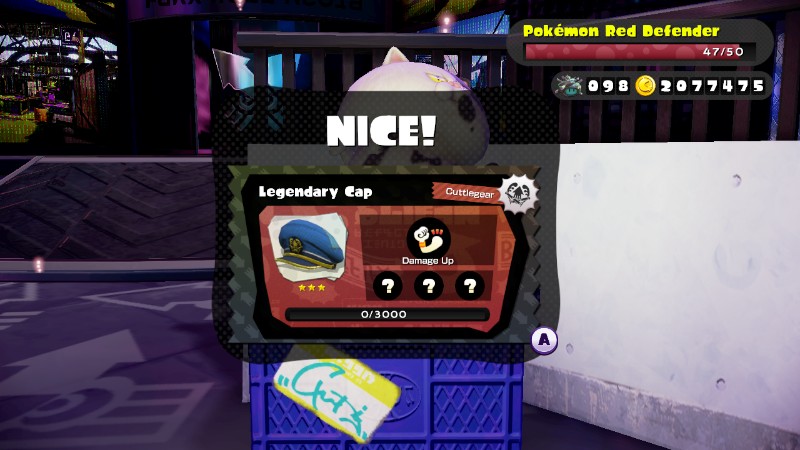 Pokémon Red Defender
47/50
098 2077475
NICE!
Legendary Cap
Cuttlegear
Damage Up
? ? ?
0/3000
A